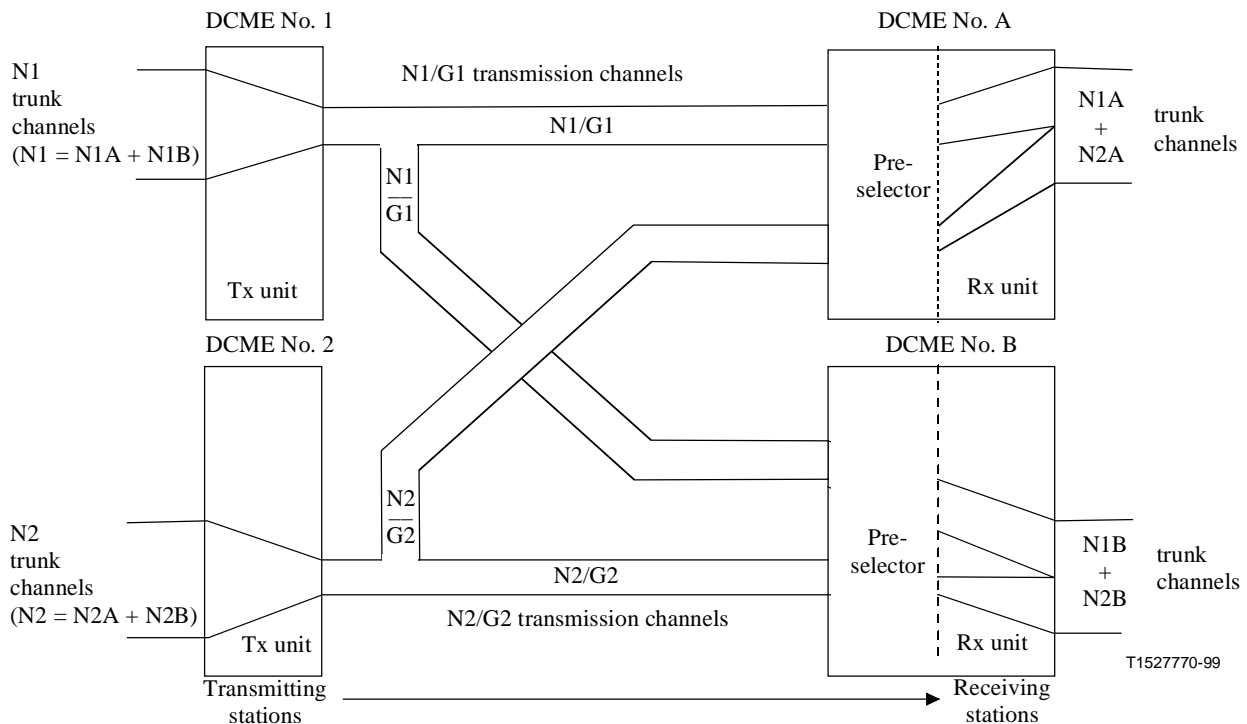 DCME No. 1
DCME No. A
N1
trunk
channels
(N1 = N1A + N1B)
N1/G1 transmission channels
N1/G1
N1
G1
Tx unit
Pre-
selector
Rx unit
N1A
+
N2A
trunk
channels
DCME No. 2
DCME No. B
N2
trunk
channels
(N2 = N2A + N2B)
N2
G2
N2/G2
N2/G2 transmission channels
Tx unit
Pre-
selector
Rx unit
N1B
+
N2B
trunk
channels
T1527770-99
Transmitting
stations
Receiving
stations